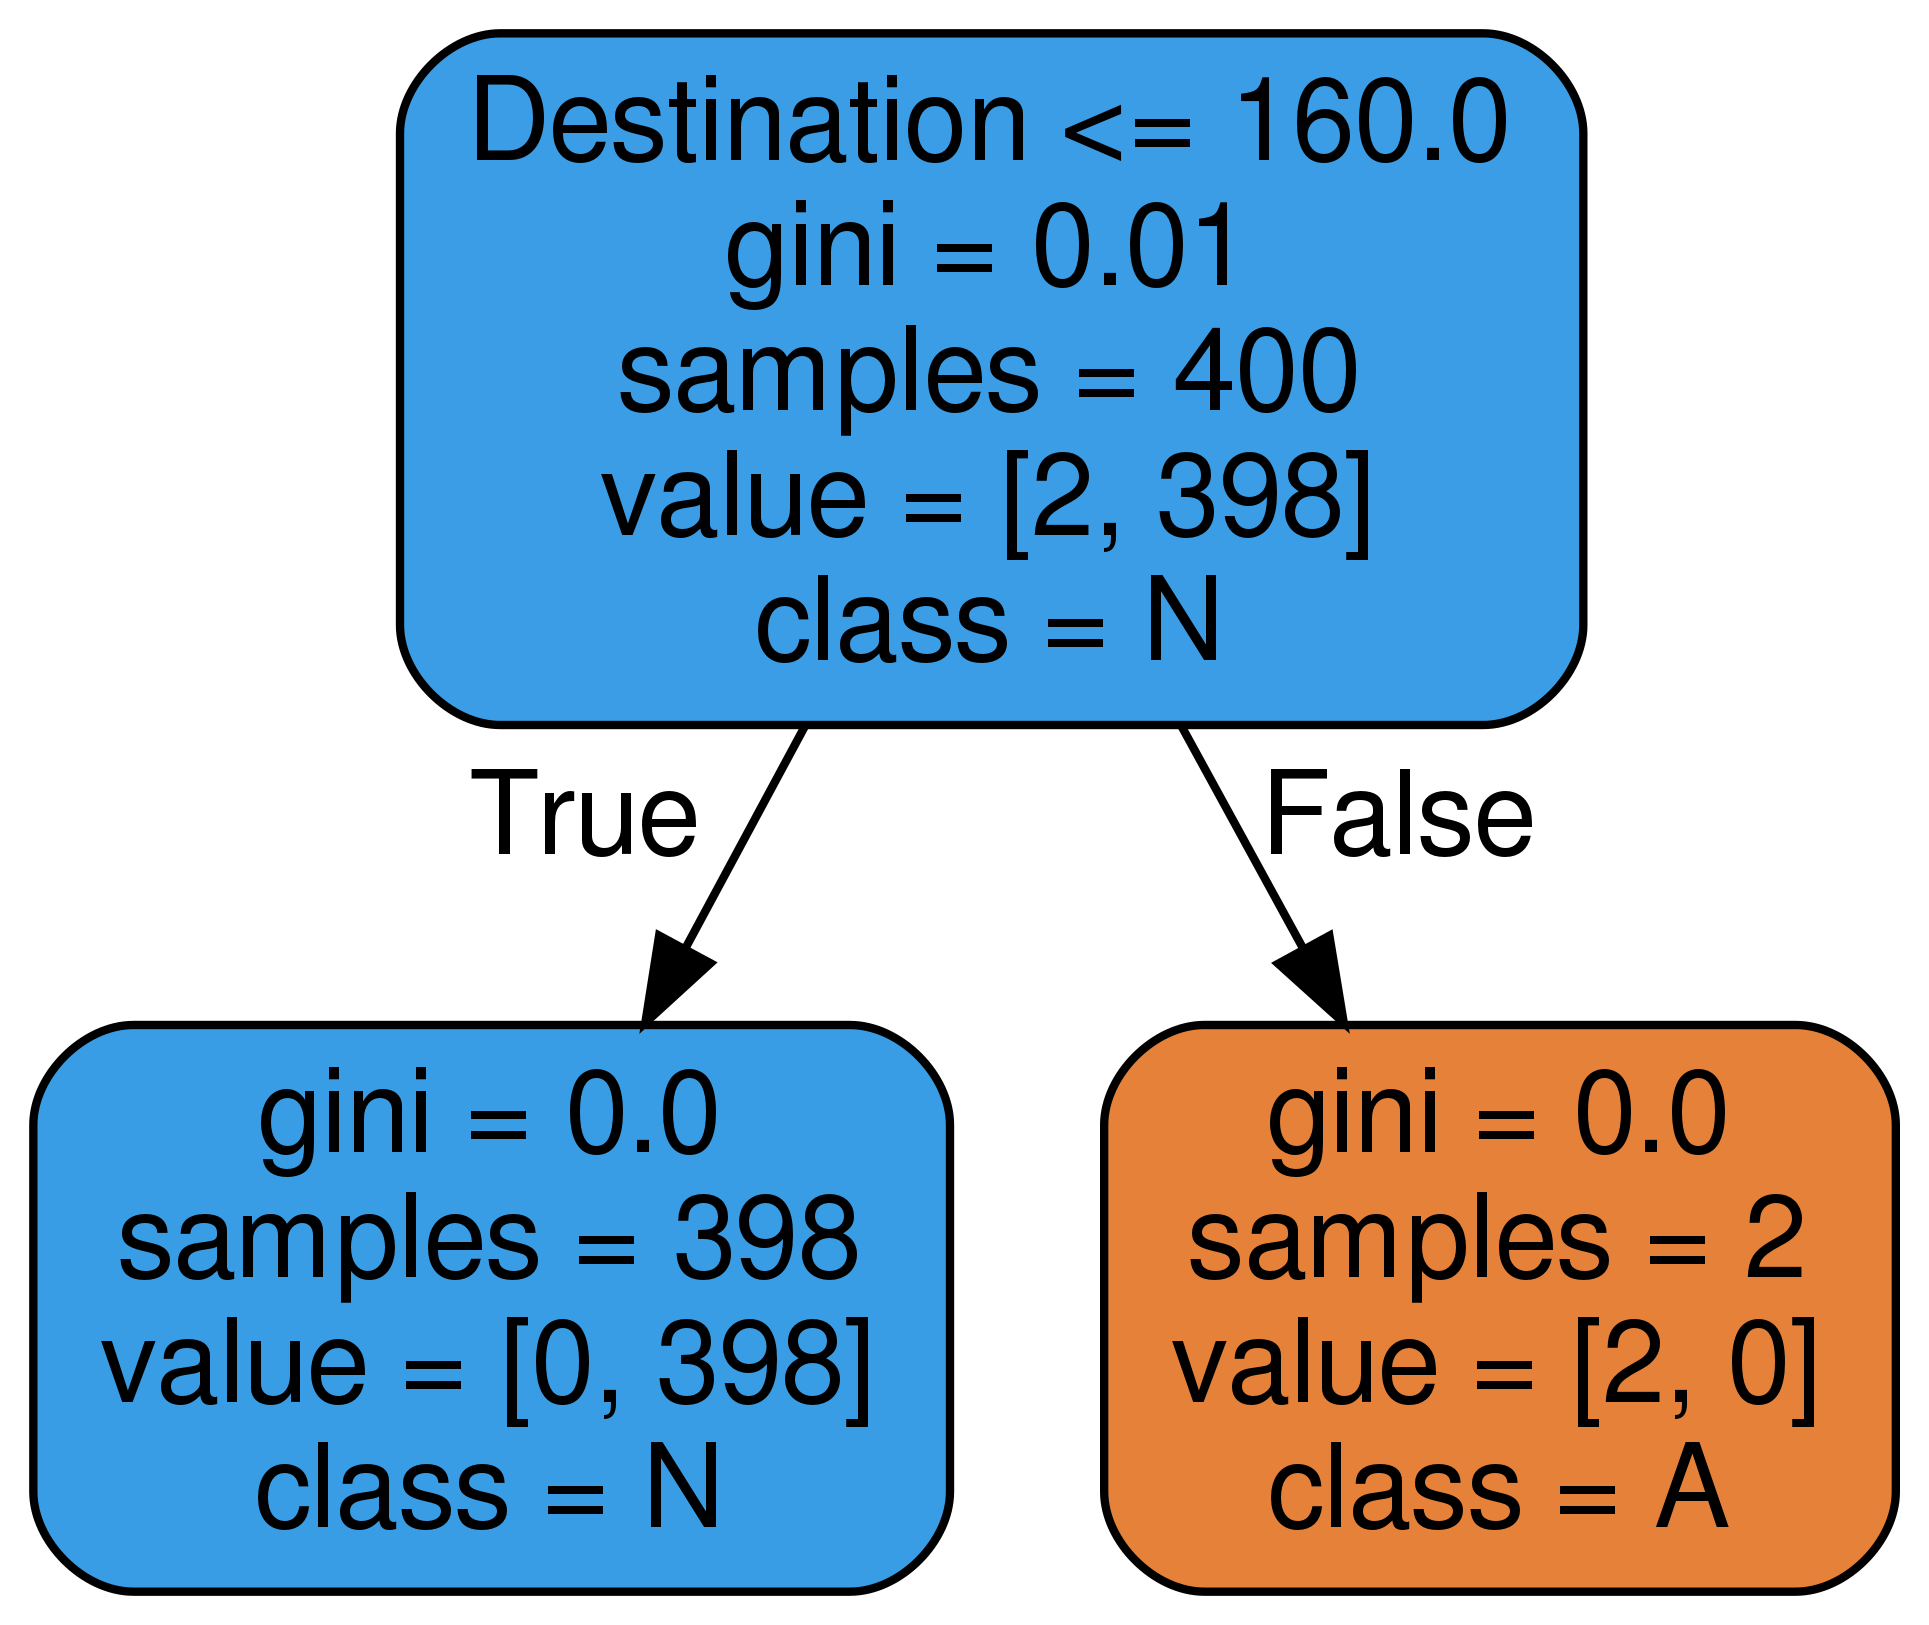 Destination <= 160.0
gini = 0.01
samples = 400
value = [2, 398]
class = N
True
False
gini = 0.0
samples = 398
value = [0, 398]
class = N
gini = 0.0
samples = 2
value = [2, 0]
class = A